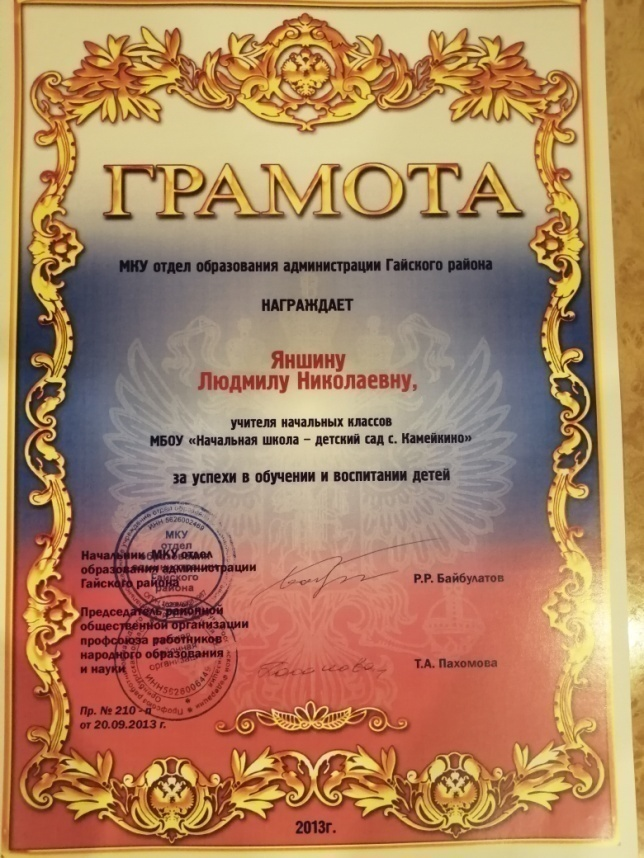 ГРАМОТА
МКУ отдел образования администрации Гайского района
НАГРАЖДАЕТ
Яншину
Людмилу Николаевну,
учителя начальных классов
МБОУ «Начальная школа – детский сад с. Камейкино»
за успехи в обучении и воспитании детей
ИНН 5626002469
МКУ
отдел
Гайского
района
Начальник МКУ отдел
образования администрации
Гайского района
Р.Р. Байбулатов
Председатель районной
общественной организации
профсоюза работников
народного образования
и науки
Т.А. Пахомова
Пр. № 210 - п
от 20.09.2013 г.
2013г.